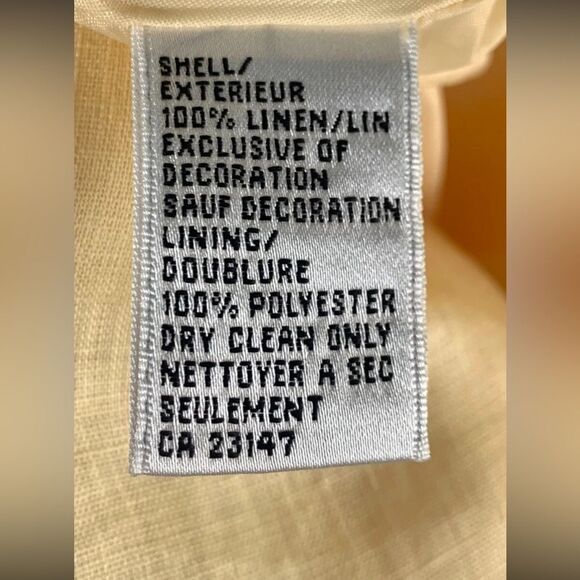 SHELL/
EXTERIEUR
100% LINEN/LIN
EXCLUSIVE OF
DECORATION
SAUF DECORATION
LINING/
DOUBLURE
100% POLYESTER
DRY CLEAN ONLY
NETTOYER A SEC
SEULEMENT
CA 23147